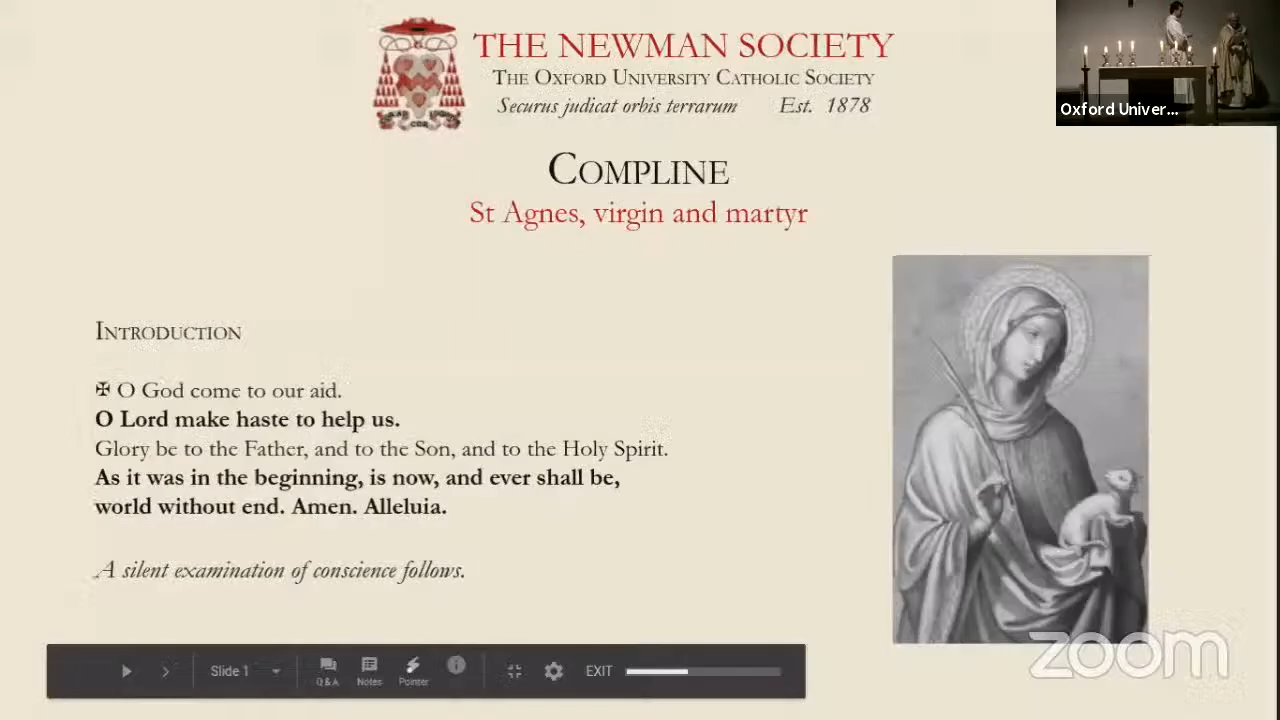 THE NEWMAN SOCIETY
THE OXFORD UNIVERSITY CATHOLIC SOCIETY
Securus judicat orbis terrarum Est. 1878
Oxford Univer...
COMPLINE
St Agnes, virgin and martyr
INTRODUCTION
✠ O God come to our aid.
O Lord make haste to help us.
Glory be to the Father, and to the Son, and to the Holy Spirit.
As it was in the beginning, is now, and ever shall be,
world without end. Amen. Alleluia.
A silent examination of conscience follows.
Slide 1
Q&A
Notes
Pointer
EXIT
zoom